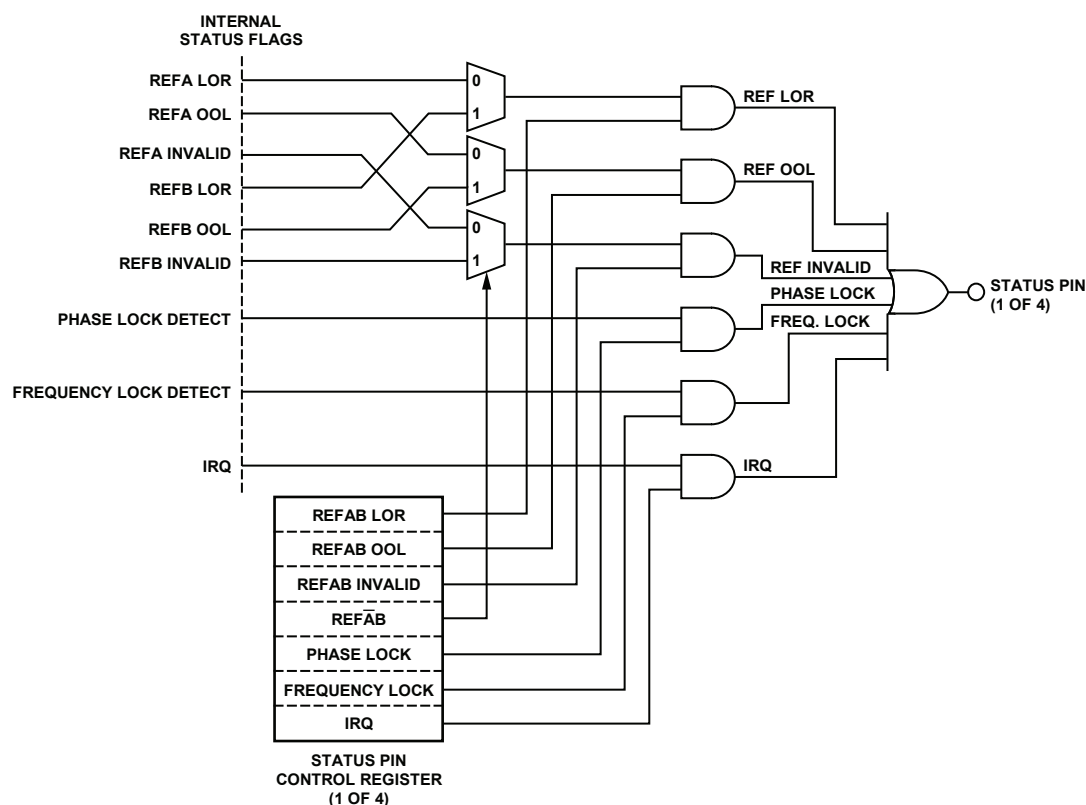 INTERNAL
STATUS FLAGS
REFA LOR
REFA OOL
REFA INVALID
REFB LOR
REFB OOL
REFB INVALID
PHASE LOCK DETECT
FREQUENCY LOCK DETECT
IRQ
0
1
0
1
0
1
REF LOR
REF OOL
REF INVALID
PHASE LOCK
FREQ. LOCK
IRQ
STATUS PIN
(1 OF 4)
REFAB LOR
REFAB OOL
REFAB INVALID
REFA̅B
PHASE LOCK
FREQUENCY LOCK
IRQ
STATUS PIN
CONTROL REGISTER
(1 OF 4)